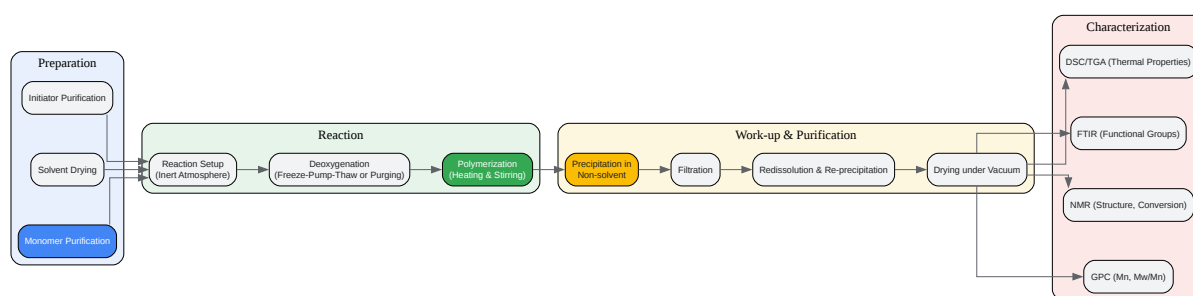 Preparation
Initiator Purification
Solvent Drying
Monomer Purification
Reaction
Reaction Setup
(Inert Atmosphere)
Deoxygenation
(Freeze-Pump-Thaw or Purging)
Polymerization
(Heating & Stirring)
Work-up & Purification
Precipitation in
Non-solvent
Filtration
Redissolution & Re-precipitation
Drying under Vacuum
Characterization
DSC/TGA (Thermal Properties)
FTIR (Functional Groups)
NMR (Structure, Conversion)
GPC (Mn, Mw/Mn)